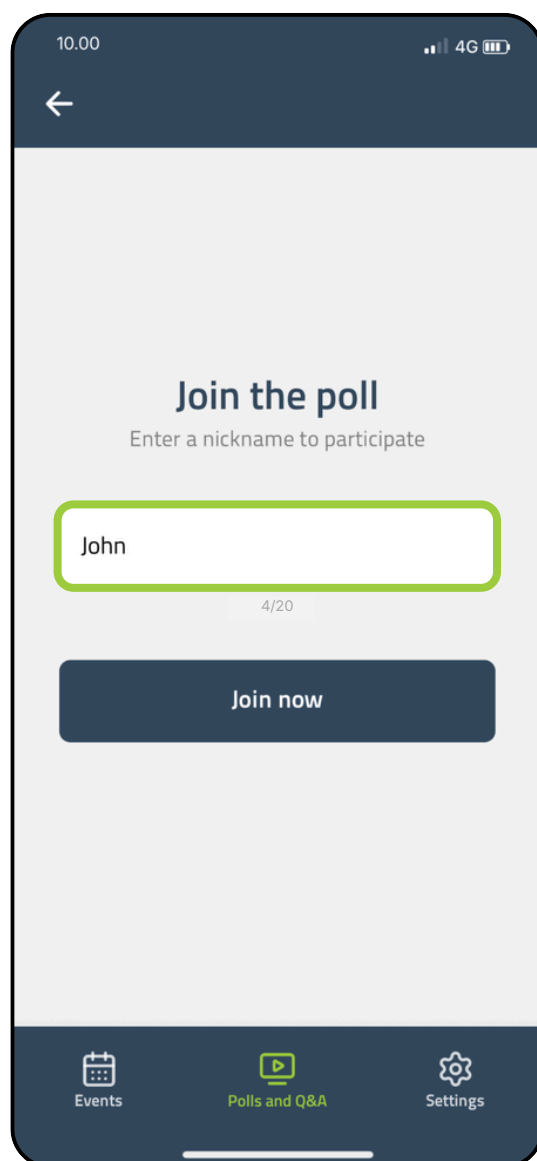 10.00 4G
Join the poll
Enter a nickname to participate
John
4/20
Join now
Events Polls and Q&A Settings